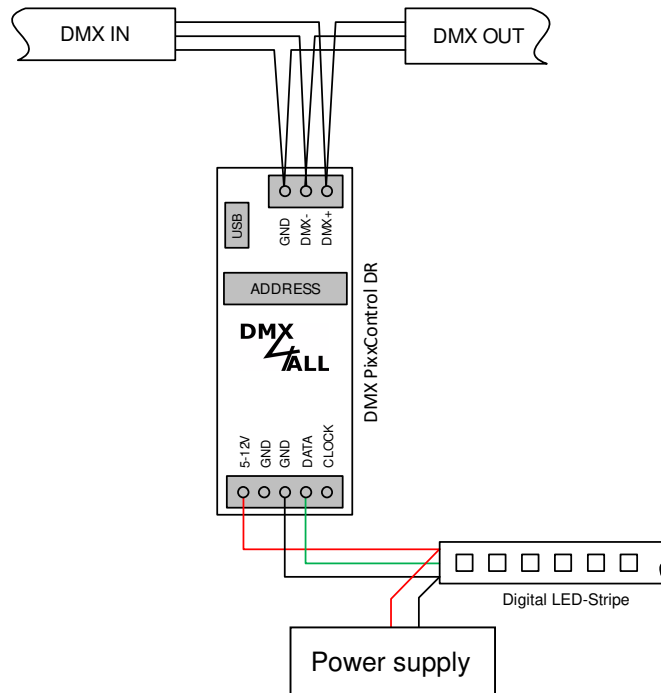 DMX IN
DMX OUT
USB
GND
DMX-
DMX+
ADDRESS
DMX
4
ALL
DMX PixxControl DR
5-12V
GND
GND
DATA
CLOCK
Digital LED-Stripe
Power supply